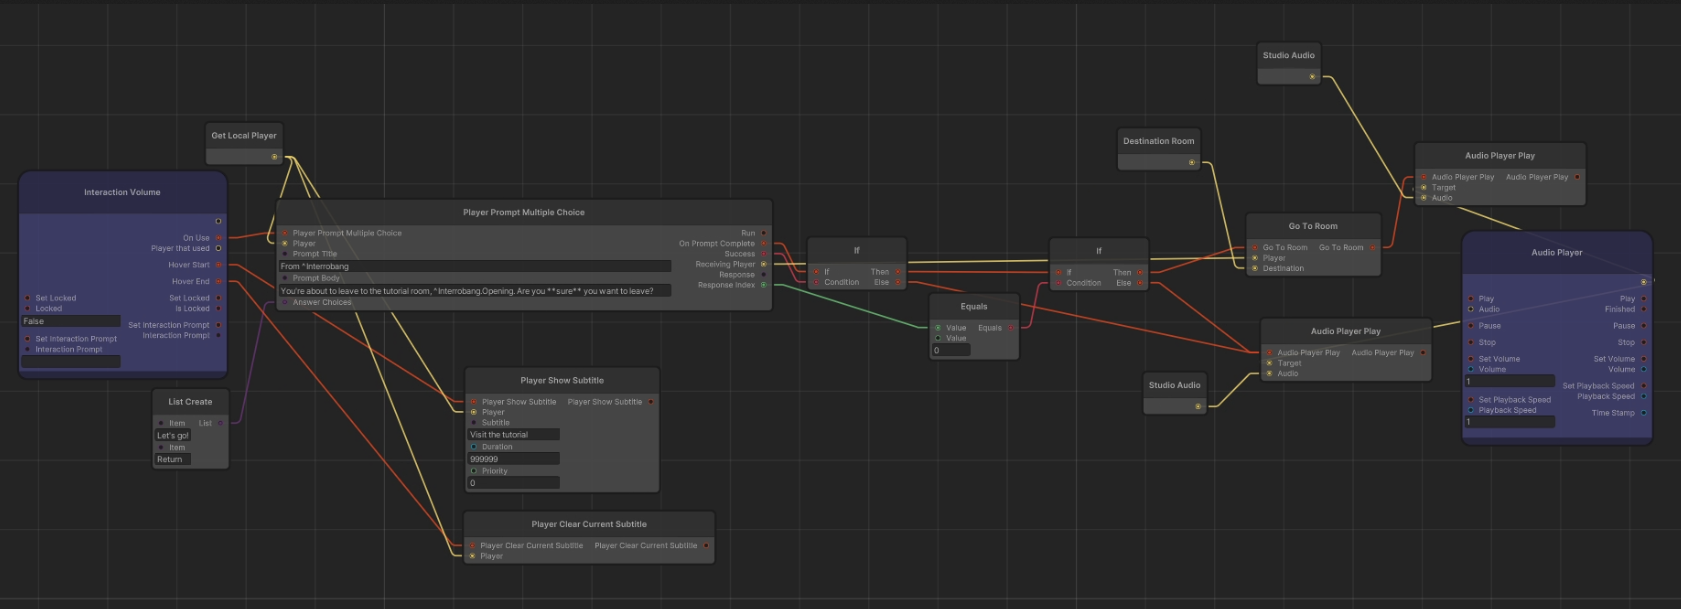 Studio Audio
Get Local Player
Destination Room
Audio Player Play
Audio Player Play Audio Player Play
Target
Audio
Interaction Volume
On Use
Player that used
Hover Start
Hover End
Set Locked Set Locked
Locked Is Locked
False
Set Interaction Prompt
Set Interaction Prompt
Interaction Prompt
Interaction Prompt
Player Prompt Multiple Choice
Player Prompt Multiple Choice Run
Player On Prompt Complete
Prompt Title Success
From *Interrobang Receiving Player
Prompt Body Response
You're about to leave to the tutorial room, *Interrobang.Opening. Are you **sure** you want to leave? Response Index
Answer Choices
If
If Then
Condition Else
Equals
Value Equals
Value
0
If
If Then
Condition Else
Go To Room
Go To Room Go To Room
Player
Destination
Audio Player
Play Play
Audio Finished
Pause Pause
Stop Stop
Set Volume Set Volume
Volume Volume
1
Set Playback Speed
Set Playback Speed
Playback Speed
Playback Speed
Time Stamp
1
Audio Player Play
Audio Player Play Audio Player Play
Target
Audio
Studio Audio
List Create
Item List
Let's go!
Item
Return
Player Show Subtitle
Player Show Subtitle Player Show Subtitle
Player
Subtitle
Visit the tutorial
Duration
999999
Priority
0
Player Clear Current Subtitle
Player Clear Current Subtitle Player Clear Current Subtitle
Player